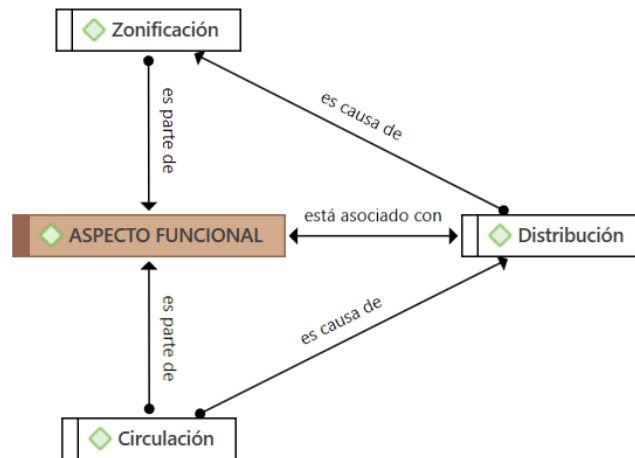 Zonificación
es causa de
es parte de
está asociado con
ASPECTO FUNCIONAL
Distribución
es parte de
es causa de
Circulación